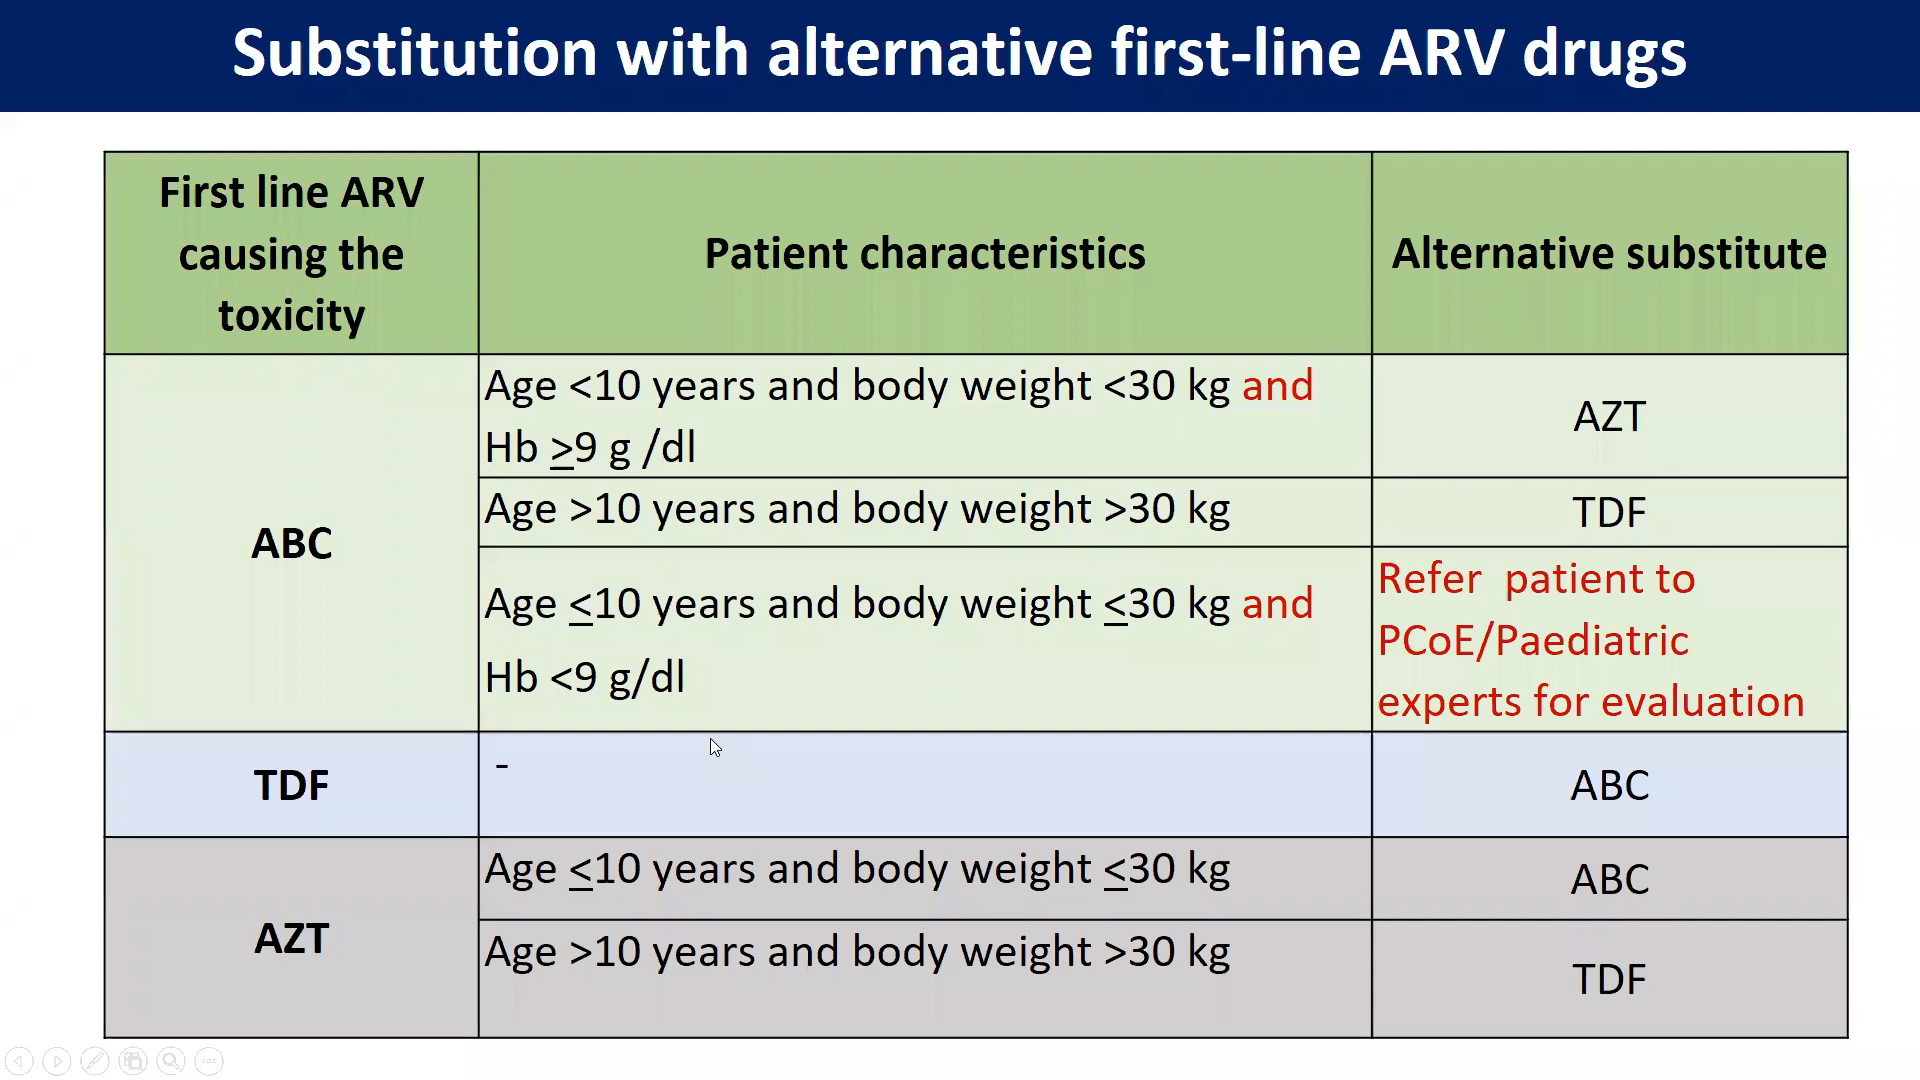 Substitution with alternative first-line ARV drugs
First line ARV
causing the
toxicity
Patient characteristics
Alternative substitute
ABC
Age <10 years and body weight <30 kg and
Hb ≥9 g /dl
AZT
Age >10 years and body weight >30 kg
TDF
Age ≤10 years and body weight ≤30 kg and
Hb <9 g/dl
Refer  patient to
PCoE/Paediatric
experts for evaluation
TDF
-
ABC
AZT
Age ≤10 years and body weight ≤30 kg
ABC
Age >10 years and body weight >30 kg
TDF